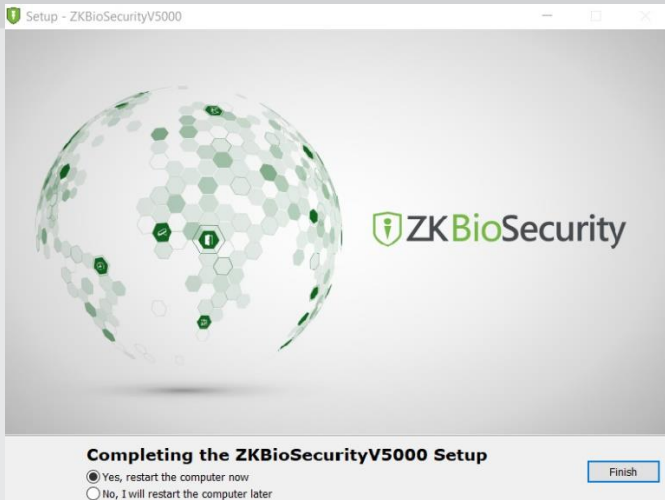 Setup - ZKBioSecurityV5000
ZKBioSecurity
Completing the ZKBioSecurityV5000 Setup
Yes, restart the computer now
No, I will restart the computer later
Finish